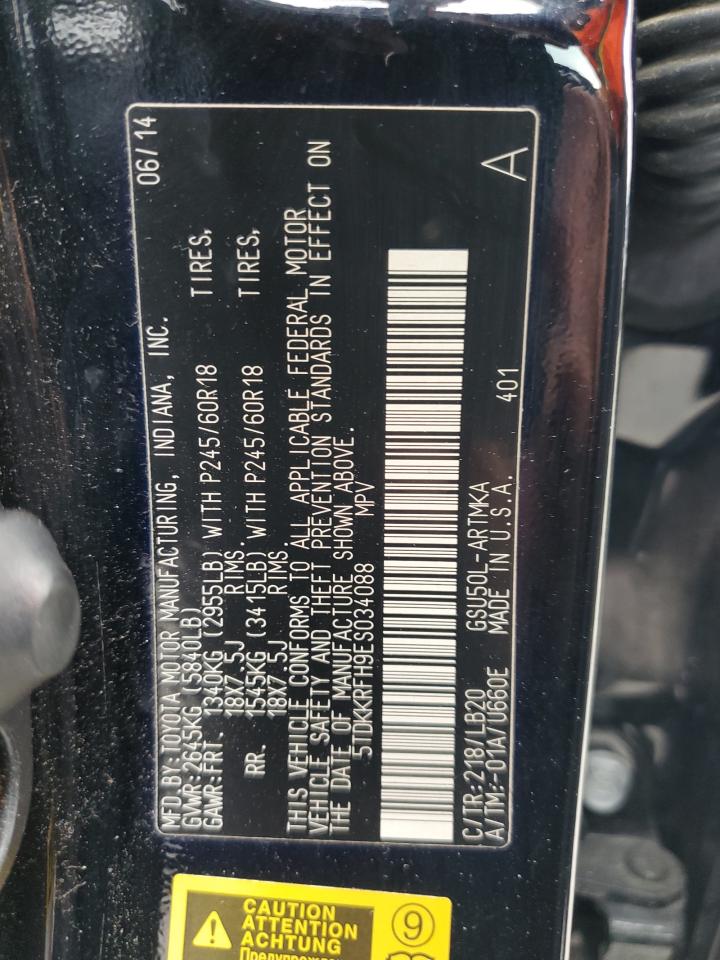 MFD.BY:TOYOTA MOTOR MANUFACTURING, INDIANA, INC. 06/14
GVWR:2645KG (5840LB)
GAWR:FRT. 1340KG (2955LB) WITH P245/60R18 TIRES,
18X7.5J RIMS.
RR. 1545KG (3415LB) WITH P245/60R18 TIRES,
18X7.5J RIMS.
THIS VEHICLE CONFORMS TO ALL APPLICABLE FEDERAL MOTOR
VEHICLE SAFETY AND THEFT PREVENTION STANDARDS IN EFFECT ON
THE DATE OF MANUFACTURE SHOWN ABOVE.
5TDKKRFH9ES034088 MPV
C/TR:218/LB20 GSU50L-ARTMKA 401 A
A/TM:-01A/U660E MADE IN U.S.A.
CAUTION
ATTENTION
ACHTUNG
Предупреждение
9